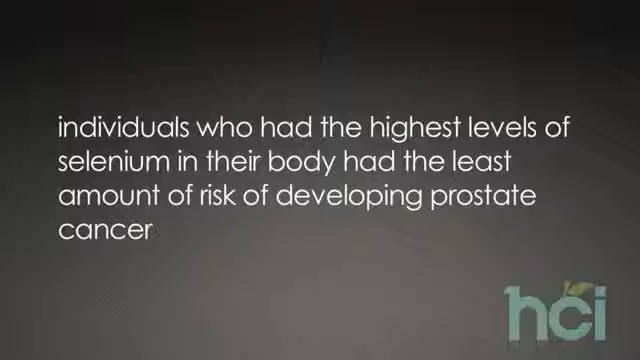 individuals who had the highest levels of
selenium in their body had the least
amount of risk of developing prostate
cancer
hci